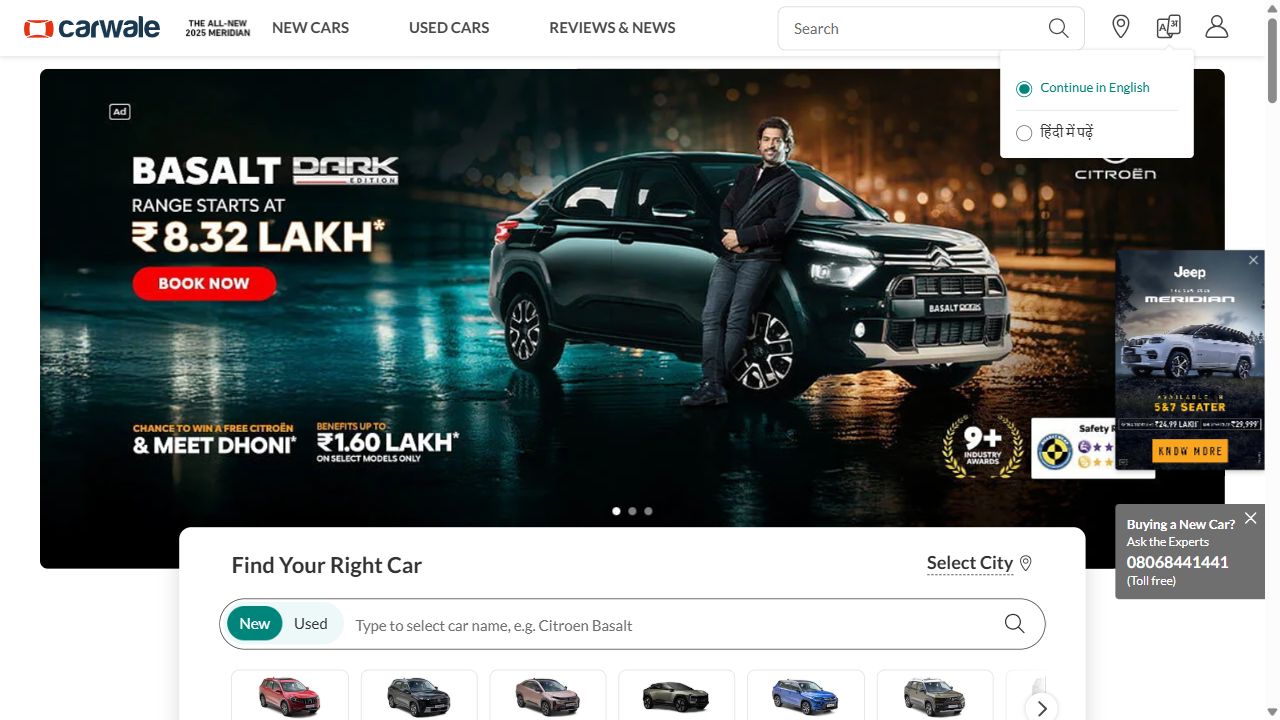 carwale
THE ALL-NEW
2025 MERIDIAN
NEW CARS
USED CARS
REVIEWS & NEWS
Search
Continue in English
हिंदी में पढ़ें
Ad
BASALT DARK
EDITION
RANGE STARTS AT
₹8.32 LAKH*
BOOK NOW
CITROËN
BASALT DARK
CHANCE TO WIN A FREE CITROËN
& MEET DHONI*
BENEFITS UP TO
₹1.60 LAKH*
ON SELECT MODELS ONLY
9+
INDUSTRY
AWARDS
Safety R
Jeep
MERIDIAN
AVAILABLE IN
5&7 SEATER
₹24.99 LAKH*
₹29,999*
KNOW MORE
Buying a New Car?
Ask the Experts
08068441441
(Toll free)
Find Your Right Car
Select City
New
Used
Type to select car name, e.g. Citroen Basalt